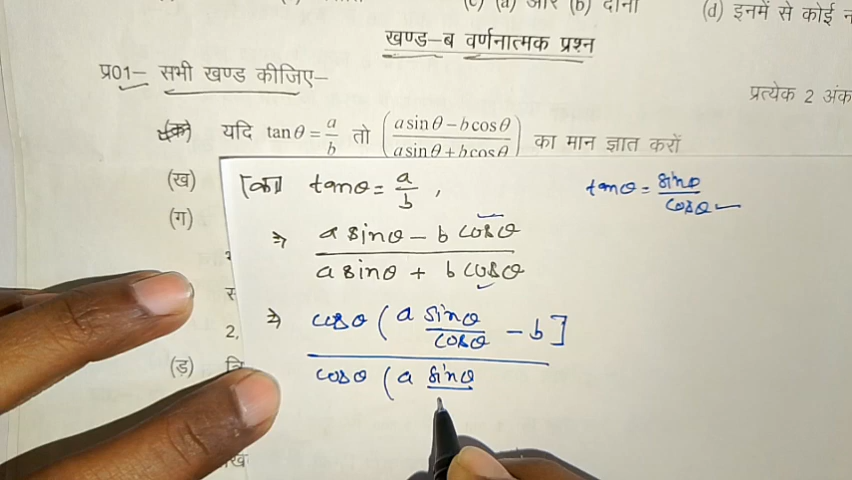 (c) (a) और (b) दोनों (d) इनमें से कोई
खण्ड–ब वर्णनात्मक प्रश्न
प्र01– सभी खण्ड कीजिए–
प्रत्येक 2 अंक
(क) यदि tanθ = a/b तो ((a sinθ – b cosθ)/(a sinθ + b cosθ)) का मान ज्ञात करों
(ख)
(ग)
2,
(ड़)
(का) tanθ = a/b ,
tanθ = sinθ/cosθ
⇒ (a sinθ – b cosθ)/(a sinθ + b cosθ)
⇒ cosθ (a sinθ/cosθ – b]
cosθ (a sinθ